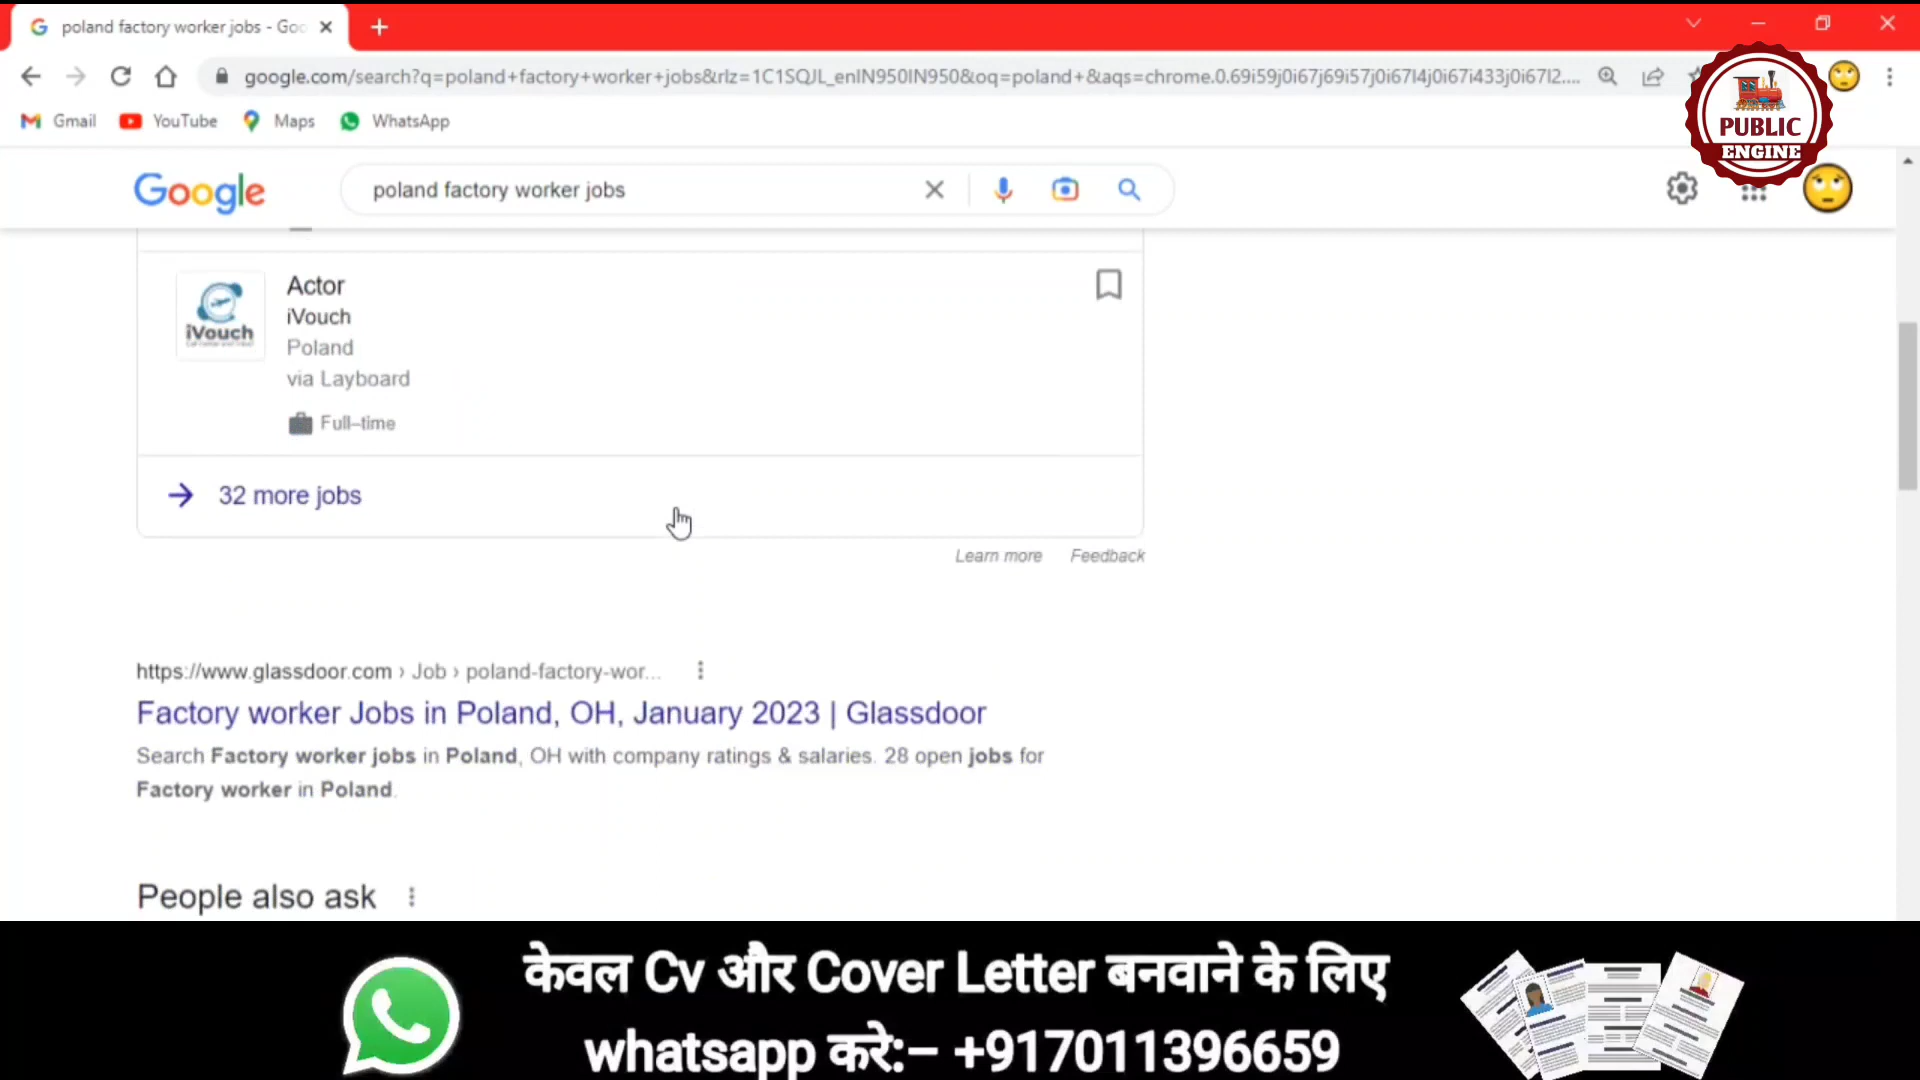 poland factory worker jobs - Goo
google.com/search?q=poland+factory+worker+jobs&rlz=1C1SQJL_enIN950IN950&oq=poland+&aqs=chrome.0.69i59j0i67j69i57j0i67l4j0i67i433j0i67l2....
Gmail
YouTube
Maps
WhatsApp
PUBLIC
ENGINE
Google
poland factory worker jobs
Actor
iVouch
iVouch
Poland
via Layboard
Full-time
32 more jobs
Learn more
Feedback
https://www.glassdoor.com › Job › poland-factory-wor...
Factory worker Jobs in Poland, OH, January 2023 | Glassdoor
Search Factory worker jobs in Poland, OH with company ratings & salaries. 28 open jobs for
Factory worker in Poland.
People also ask
केवल Cv और Cover Letter बनवाने के लिए
whatsapp करे:– +917011396659